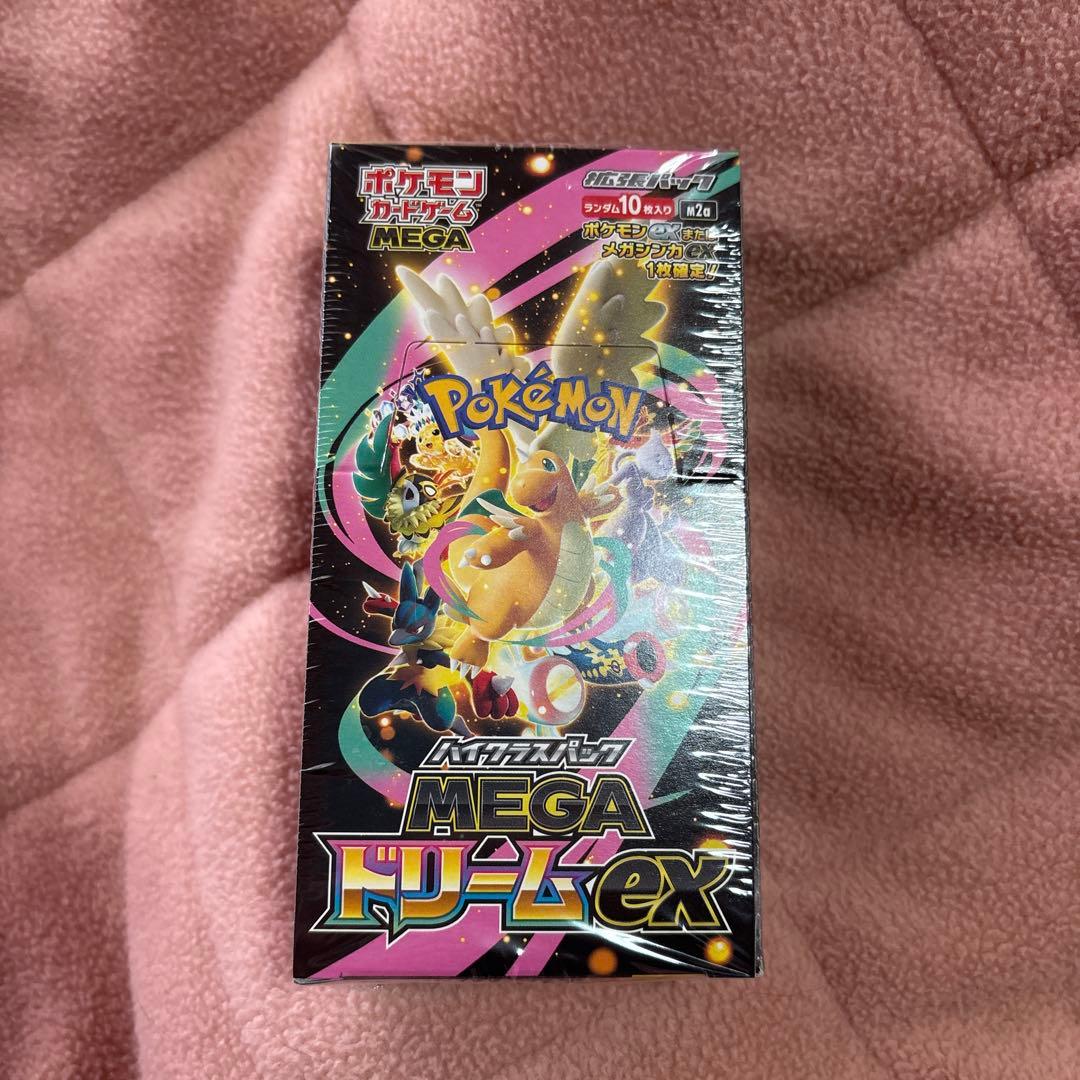 ポケモン
カードゲーム
MEGA
拡張パック
ランダム10枚入り M2a
ポケモンexまたは
メガシンカex
1枚確定!
POKéMON
ハイクラスパック
MEGA
ドリームex